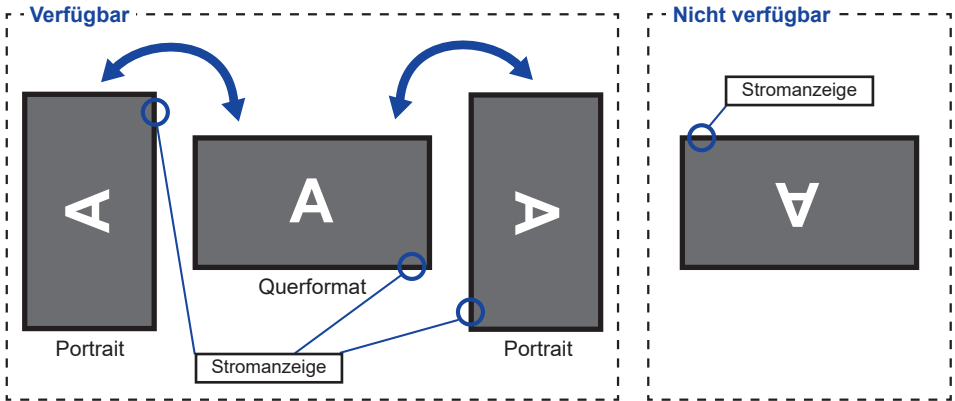 Verfügbar
Nicht verfügbar
Stromanzeige
A
A
A
A
Querformat
Portrait
Portrait
Stromanzeige